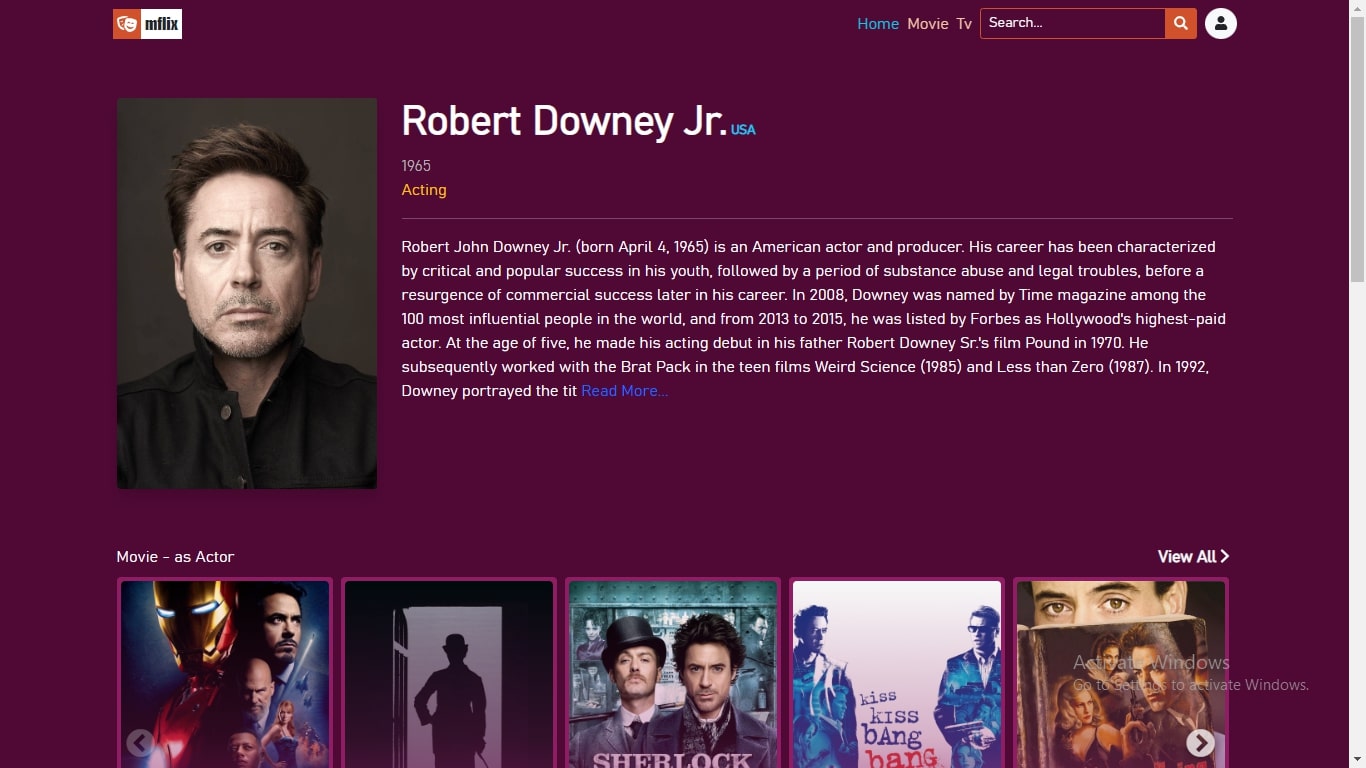 mflix
Home Movie Tv Search...
Robert Downey Jr. USA
1965
Acting
Robert John Downey Jr. (born April 4, 1965) is an American actor and producer. His career has been characterized
by critical and popular success in his youth, followed by a period of substance abuse and legal troubles, before a
resurgence of commercial success later in his career. In 2008, Downey was named by Time magazine among the
100 most influential people in the world, and from 2013 to 2015, he was listed by Forbes as Hollywood's highest-paid
actor. At the age of five, he made his acting debut in his father Robert Downey Sr.'s film Pound in 1970. He
subsequently worked with the Brat Pack in the teen films Weird Science (1985) and Less than Zero (1987). In 1992,
Downey portrayed the tit Read More...
Movie - as Actor
View All
SHERLOCK
kiss
kiss
bAng
bang
Activate Windows
Go to Settings to activate Windows.